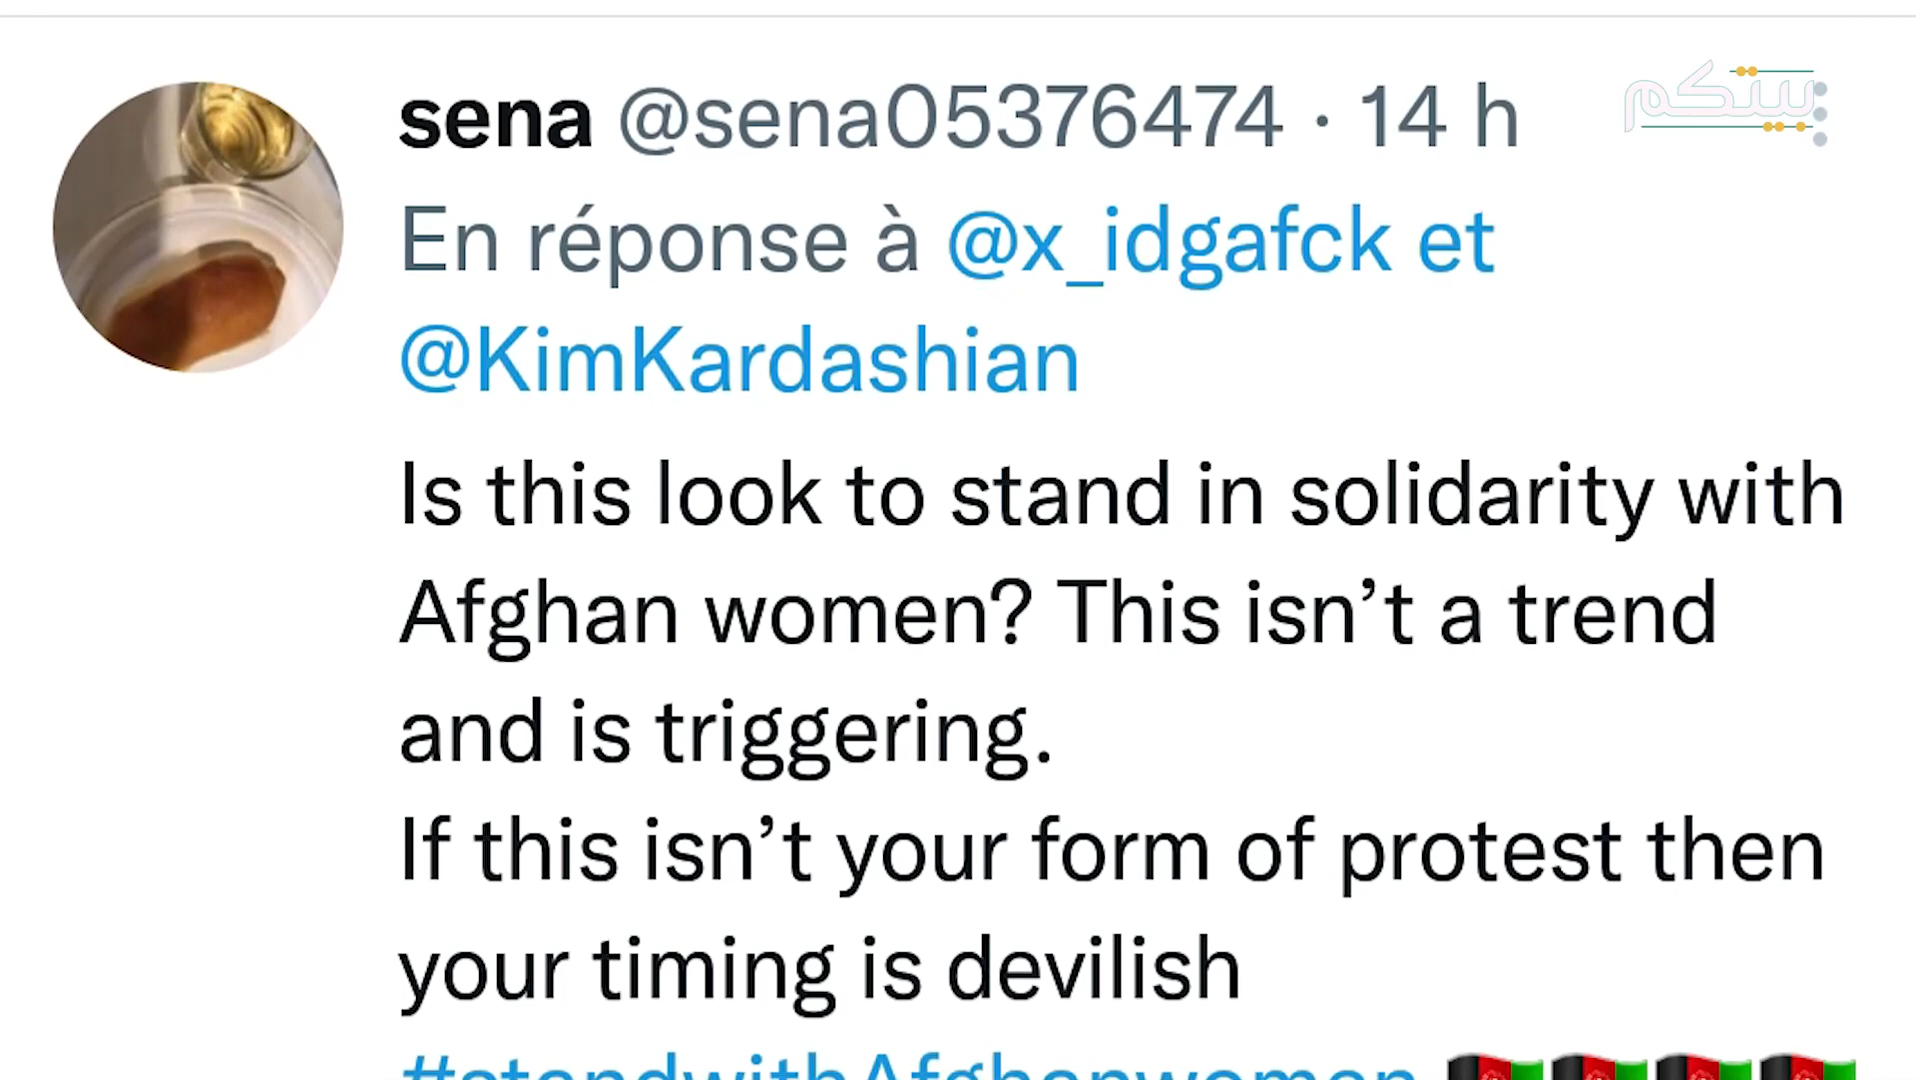 sena @sena05376474 · 14 h
بيتكم
En réponse à @x_idgafck et
@KimKardashian
Is this look to stand in solidarity with
Afghan women? This isn’t a trend
and is triggering.
If this isn’t your form of protest then
your timing is devilish
#standwithAfghanwomen 🇦🇫🇦🇫🇦🇫🇦🇫